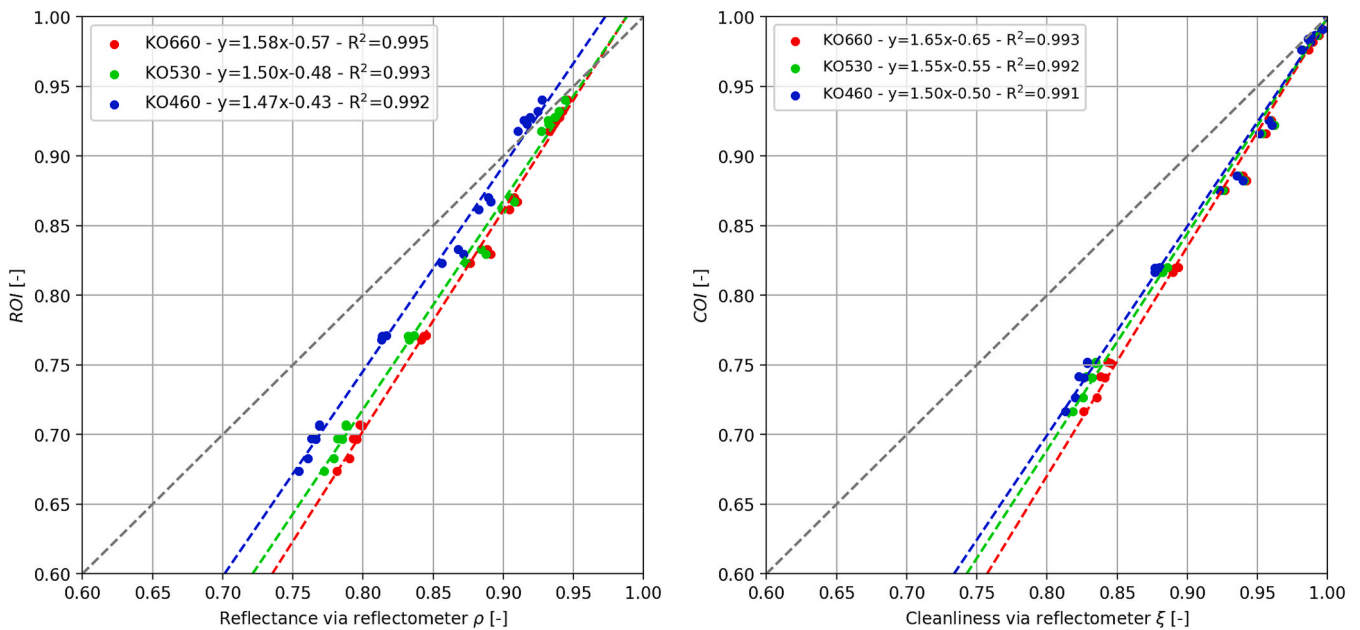 KO660 - y=1.58x-0.57 - R²=0.995
KO530 - y=1.50x-0.48 - R²=0.993
KO460 - y=1.47x-0.43 - R²=0.992
1.00
0.95
0.90
0.85
0.80
0.75
0.70
0.65
0.60
ROI [-]
0.60 0.65 0.70 0.75 0.80 0.85 0.90 0.95 1.00
Reflectance via reflectometer ρ [-]
KO660 - y=1.65x-0.65 - R²=0.993
KO530 - y=1.55x-0.55 - R²=0.992
KO460 - y=1.50x-0.50 - R²=0.991
1.00
0.95
0.90
0.85
0.80
0.75
0.70
0.65
0.60
COI [-]
0.60 0.65 0.70 0.75 0.80 0.85 0.90 0.95 1.00
Cleanliness via reflectometer ξ [-]